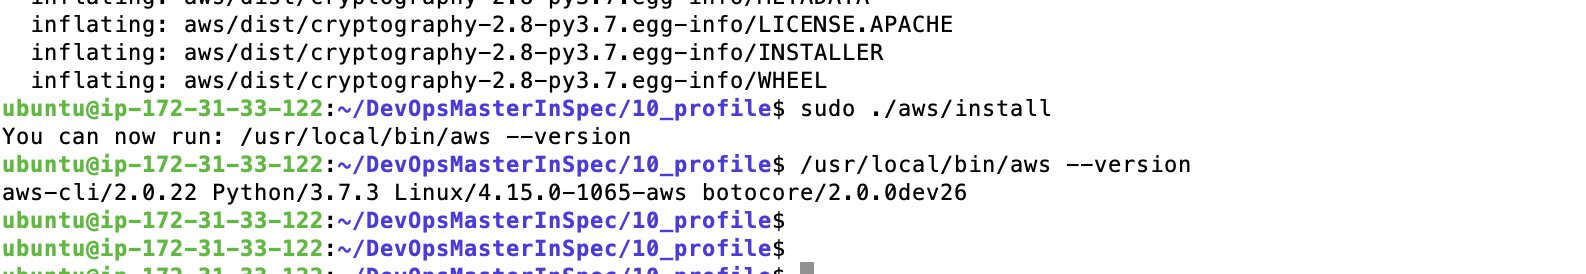 inflating: aws/dist/cryptography-2.8-py3.7.egg-info/METADATA
inflating: aws/dist/cryptography-2.8-py3.7.egg-info/LICENSE.APACHE
inflating: aws/dist/cryptography-2.8-py3.7.egg-info/INSTALLER
inflating: aws/dist/cryptography-2.8-py3.7.egg-info/WHEEL
ubuntu@ip-172-31-33-122:~/DevOpsMasterInSpec/10_profile$ sudo ./aws/install
You can now run: /usr/local/bin/aws --version
ubuntu@ip-172-31-33-122:~/DevOpsMasterInSpec/10_profile$ /usr/local/bin/aws --version
aws-cli/2.0.22 Python/3.7.3 Linux/4.15.0-1065-aws botocore/2.0.0dev26
ubuntu@ip-172-31-33-122:~/DevOpsMasterInSpec/10_profile$
ubuntu@ip-172-31-33-122:~/DevOpsMasterInSpec/10_profile$
ubuntu@ip-172-31-33-122:~/DevOpsMasterInSpec/10_profile$